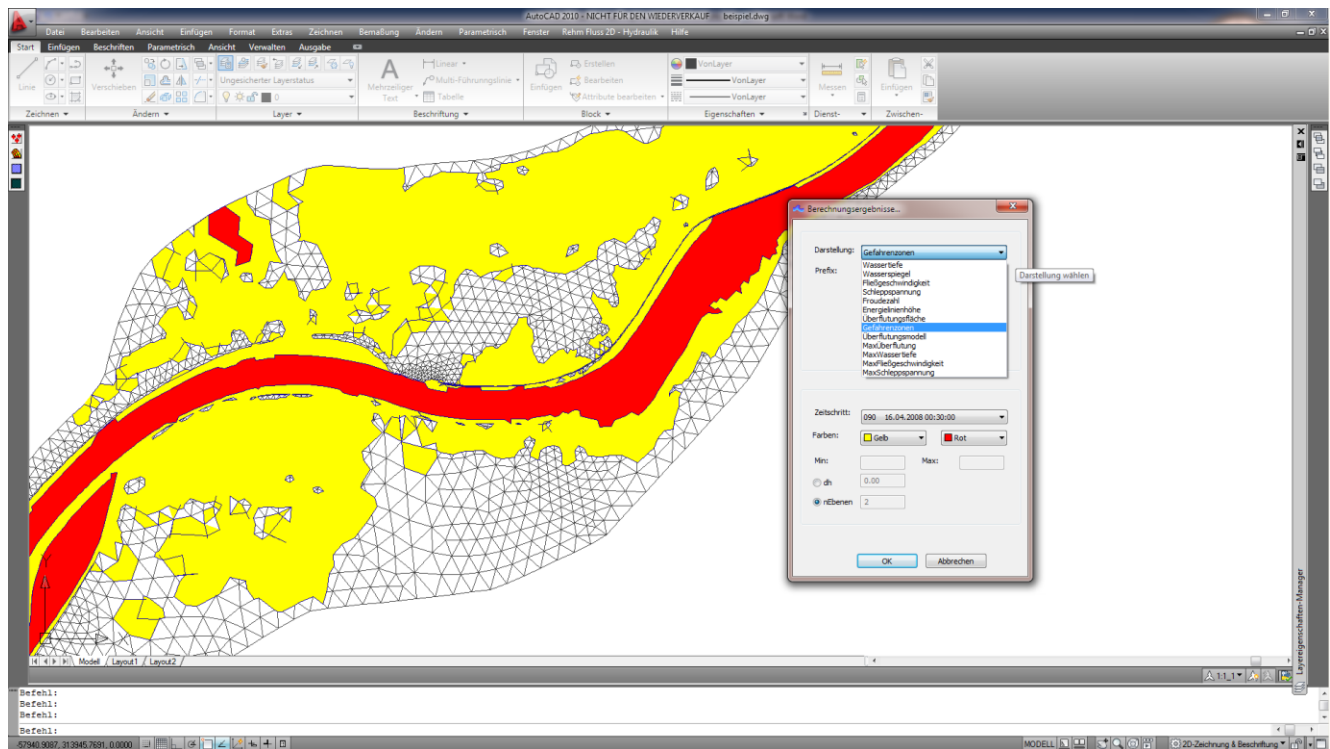 AutoCAD 2010 - NICHT FÜR DEN WIEDERVERKAUF beispiel.dwg
Datei Bearbeiten Ansicht Einfügen Format Extras Zeichnen Bemaßung Ändern Parametrisch Fenster Rehm Fluss 2D - Hydraulik Hilfe
Start Einfügen Beschriften Parametrisch Ansicht Verwalten Ausgabe
Linie
Verschieben
Ungesicherter Layerstatus
0
A
Mehrzeiliger Text
Linear
Multi-Führungslinie
Tabelle
Einfügen
Erstellen
Bearbeiten
Attribute bearbeiten
VonLayer
VonLayer
VonLayer
Messen
Einfügen
Zeichnen Ändern Layer Beschriftung Block Eigenschaften Dienst- Zwischen-
Berechnungsergebnisse...
Darstellung: Gefahrenzonen
Prefix:
Wassertiefe
Wasserspiegel
Fließgeschwindigkeit
Schleppspannung
Froudezahl
Energielinienhöhe
Überflutungsfläche
Gefahrenzonen
Überflutungsmodell
MaxÜberflutung
MaxWassertiefe
MaxFließgeschwindigkeit
MaxSchleppspannung
Darstellung wählen
Zeitschritt: 090 16.04.2008 00:30:00
Farben: Gelb Rot
Min: Max:
dh 0.00
nEbenen 2
OK Abbrechen
Y
X
Layereigenschaften-Manager
Modell Layout1 Layout2
1:1_1
Befehl:
Befehl:
Befehl:
Befehl:
-57940.9087, 313945.7691, 0.0000
MODELL
2D-Zeichnung & Beschriftung